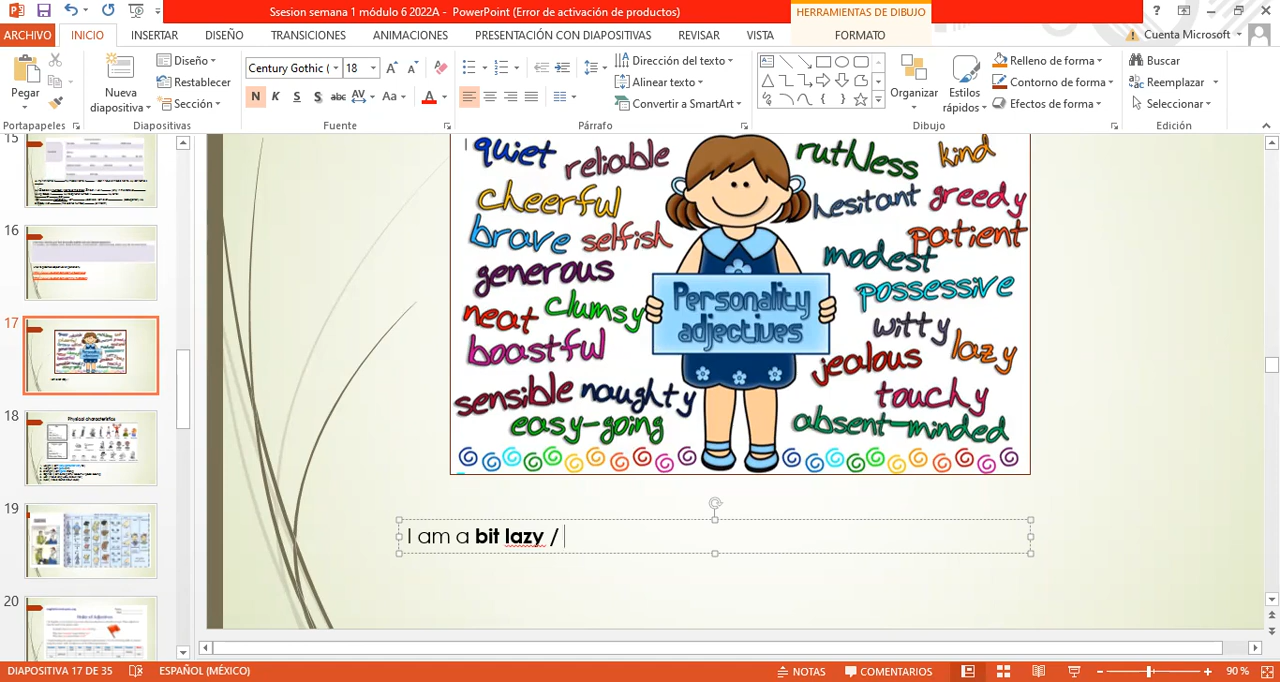 Ssesion semana 1 módulo 6 2022A - PowerPoint (Error de activación de productos)
HERRAMIENTAS DE DIBUJO
?
ARCHIVO INICIO INSERTAR DISEÑO TRANSICIONES ANIMACIONES PRESENTACIÓN CON DIAPOSITIVAS REVISAR VISTA FORMATO Cuenta Microsoft
Pegar
Nueva diapositiva
Diseño
Restablecer
Sección
Century Gothic ( 18
N K S S abc AV Aa A
Dirección del texto
Alinear texto
Convertir a SmartArt
Organizar
Estilos rápidos
Relleno de forma
Contorno de forma
Efectos de forma
Buscar
Reemplazar
Seleccionar
Portapapeles Diapositivas Fuente Párrafo Dibujo Edición
15
16
17
18
Physical characteristics
19
20
quiet reliable ruthless kind
Cheerful hesitant greedy
brave selfish patient
modest
generous possessive
neat clumsy witty
boastful jealous lazy
sensible naughty touchy
easy-going absent-minded
Personality
adjectives
I am a bit lazy /
DIAPOSITIVA 17 DE 35 ESPAÑOL (MÉXICO) NOTAS COMENTARIOS 90 %